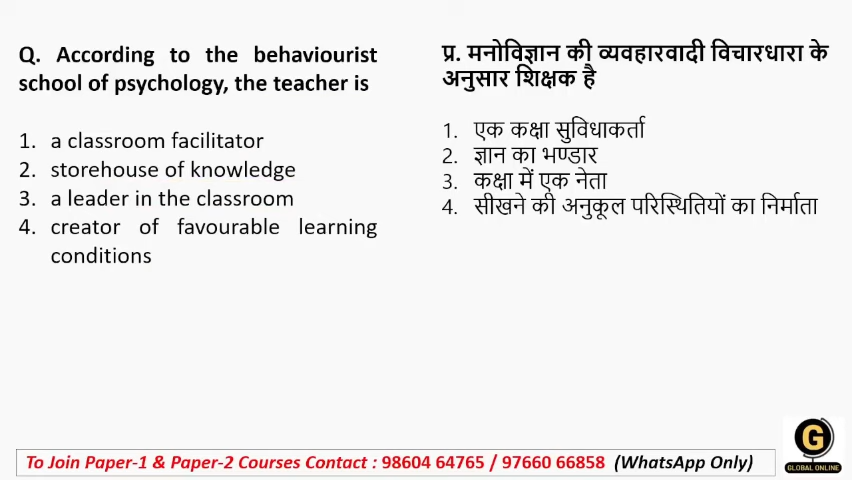 Q. According to the behaviourist
school of psychology, the teacher is
1. a classroom facilitator
2. storehouse of knowledge
3. a leader in the classroom
4. creator of favourable learning
conditions
प्र. मनोविज्ञान की व्यवहारवादी विचारधारा के
अनुसार शिक्षक है
1. एक कक्षा सुविधाकर्ता
2. ज्ञान का भण्डार
3. कक्षा में एक नेता
4. सीखने की अनुकूल परिस्थितियों का निर्माता
G
GLOBAL ONLINE
To Join Paper-1 & Paper-2 Courses Contact : 98604 64765 / 97660 66858 (WhatsApp Only)